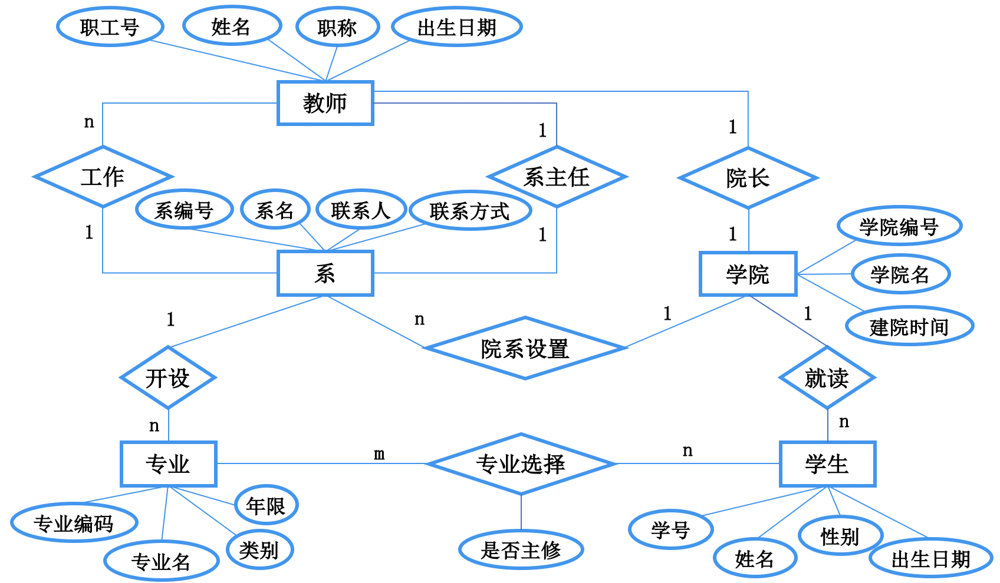 职工号
姓名
职称
出生日期
教师
n
1
1
工作
系主任
院长
系编号
系名
联系人
联系方式
1
1
1
学院编号
系
学院
学院名
1
n
1
1
建院时间
院系设置
开设
就读
n
n
专业
m
专业选择
n
学生
年限
专业编码
类别
专业名
是否主修
学号
姓名
性别
出生日期